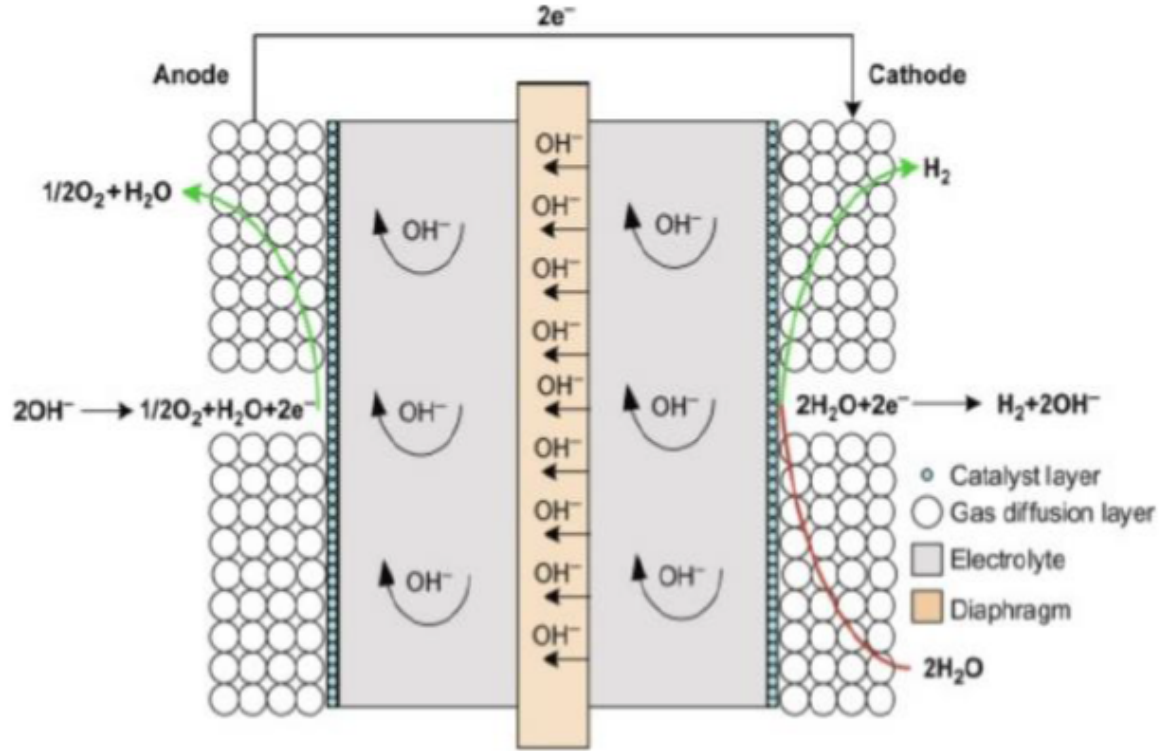 2e⁻
Anode
Cathode
OH⁻
1/2O₂+H₂O
H₂
OH⁻
OH⁻
OH⁻
OH⁻
OH⁻
2OH⁻ → 1/2O₂+H₂O+2e⁻
OH⁻
OH⁻
OH⁻
2H₂O+2e⁻ → H₂+2OH⁻
OH⁻
Catalyst layer
OH⁻
Gas diffusion layer
Electrolyte
OH⁻
OH⁻
OH⁻
Diaphragm
OH⁻
2H₂O